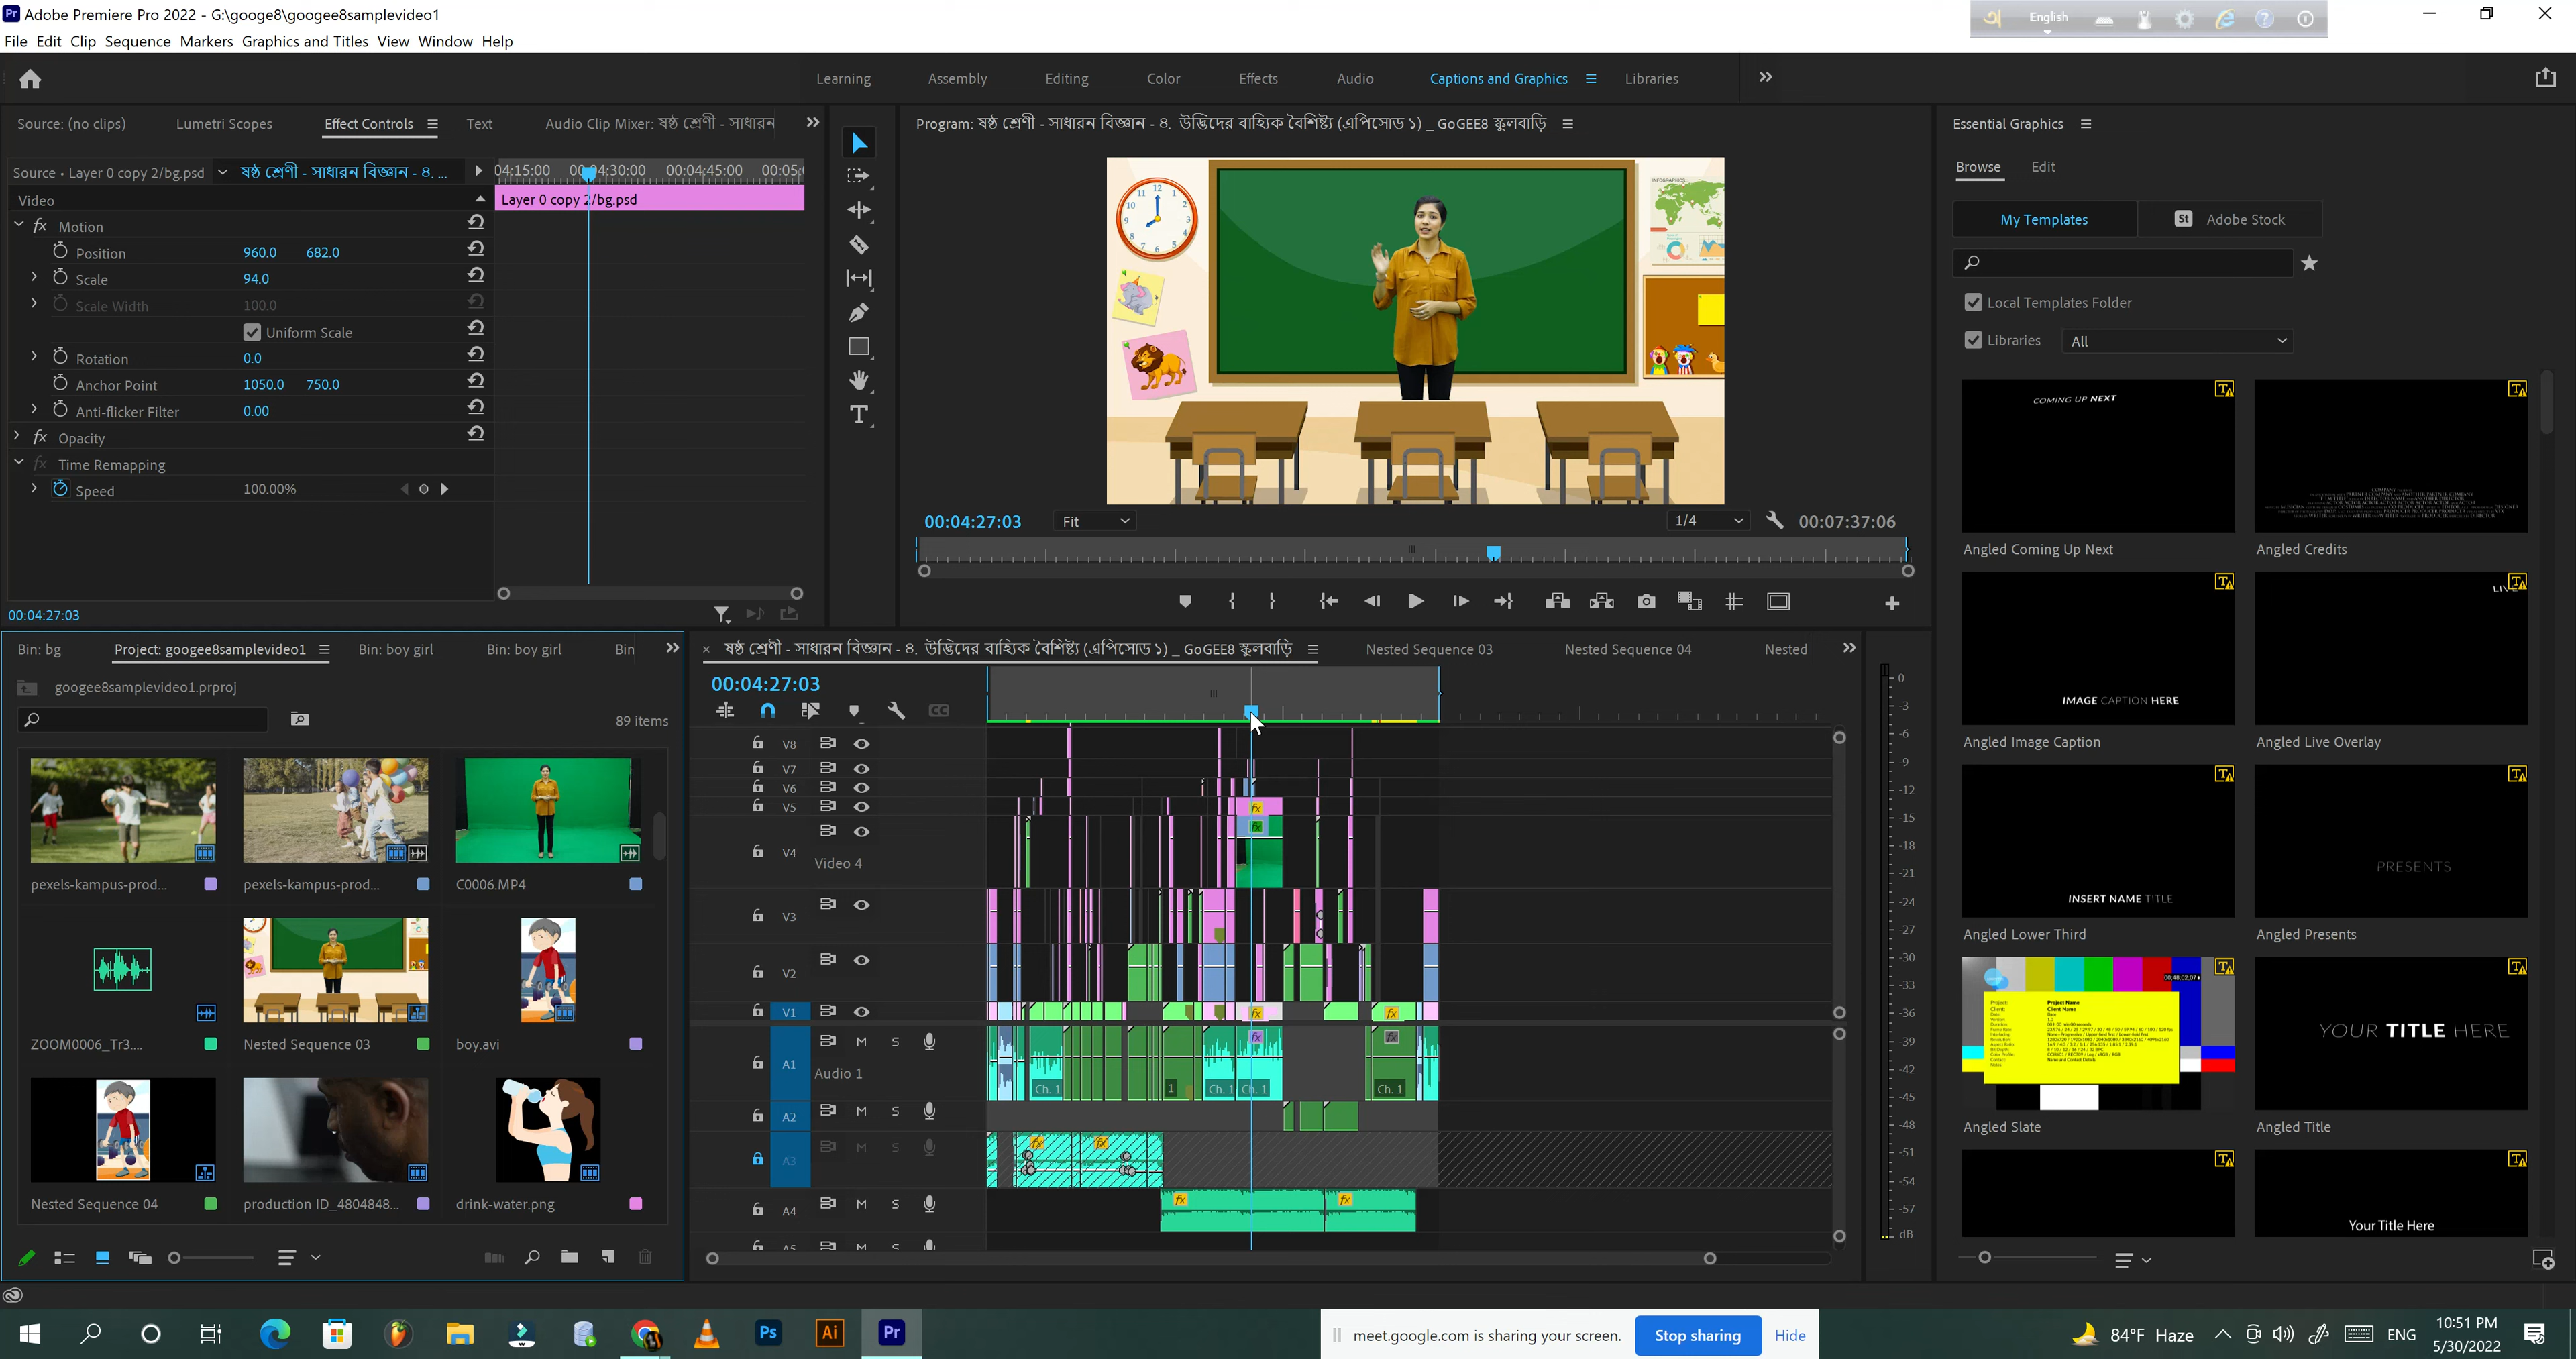 Adobe Premiere Pro 2022 - G:\googe8\googee8samplevideo1
English
File Edit Clip Sequence Markers Graphics and Titles View Window Help
Learning Assembly Editing Color Effects Audio Captions and Graphics Libraries
Source: (no clips) Lumetri Scopes Effect Controls Text Audio Clip Mixer: ষষ্ঠ শ্রেণী - সাধারন
Source • Layer 0 copy 2/bg.psd ষষ্ঠ শ্রেণী - সাধারন বিজ্ঞান - ৪. ...
04:15:00 00:04:30:00 00:04:45:00 00:05:
Video
Layer 0 copy 2/bg.psd
Motion
Position 960.0 682.0
Scale 94.0
Scale Width 100.0
Uniform Scale
Rotation 0.0
Anchor Point 1050.0 750.0
Anti-flicker Filter 0.00
Opacity
Time Remapping
Speed 100.00%
00:04:27:03
Program: ষষ্ঠ শ্রেণী - সাধারন বিজ্ঞান - ৪. উদ্ভিদের বাহ্যিক বৈশিষ্ট্য (এপিসোড ১) _ GoGEE8 স্কুলবাড়ি
INFOGRAPHICS
00:04:27:03 Fit 1/4 00:07:37:06
Essential Graphics
Browse Edit
My Templates St Adobe Stock
Local Templates Folder
Libraries All
COMING UP NEXT
Angled Coming Up Next Angled Credits
IMAGE CAPTION HERE
Angled Image Caption Angled Live Overlay
INSERT NAME TITLE PRESENTS
Angled Lower Third Angled Presents
Project Name
Client Name
YOUR TITLE HERE
Angled Slate Angled Title
Your Title Here
Bin: bg Project: googee8samplevideo1 Bin: boy girl Bin: boy girl Bin
googee8samplevideo1.prproj
89 items
pexels-kampus-prod... pexels-kampus-prod... C0006.MP4
ZOOM0006_Tr3.... Nested Sequence 03 boy.avi
Nested Sequence 04 production ID_4804848... drink-water.png
ষষ্ঠ শ্রেণী - সাধারন বিজ্ঞান - ৪. উদ্ভিদের বাহ্যিক বৈশিষ্ট্য (এপিসোড ১) _ GoGEE8 স্কুলবাড়ি Nested Sequence 03 Nested Sequence 04 Nested
00:04:27:03
V8
V7
V6
V5
V4 Video 4
V3
V2
V1
A1 M S Audio 1
Ch. 1 1 Ch. 1 Ch. 1 Ch. 1
A2 M S
A3 M S
A4 M S
A5 M S
0
-3
-6
-9
-12
-15
-18
-21
-24
-27
-30
-33
-36
-39
-42
-45
-48
-51
-54
-57
dB
meet.google.com is sharing your screen. Stop sharing Hide
Ps Ai Pr
84°F Haze ENG
10:51 PM
5/30/2022